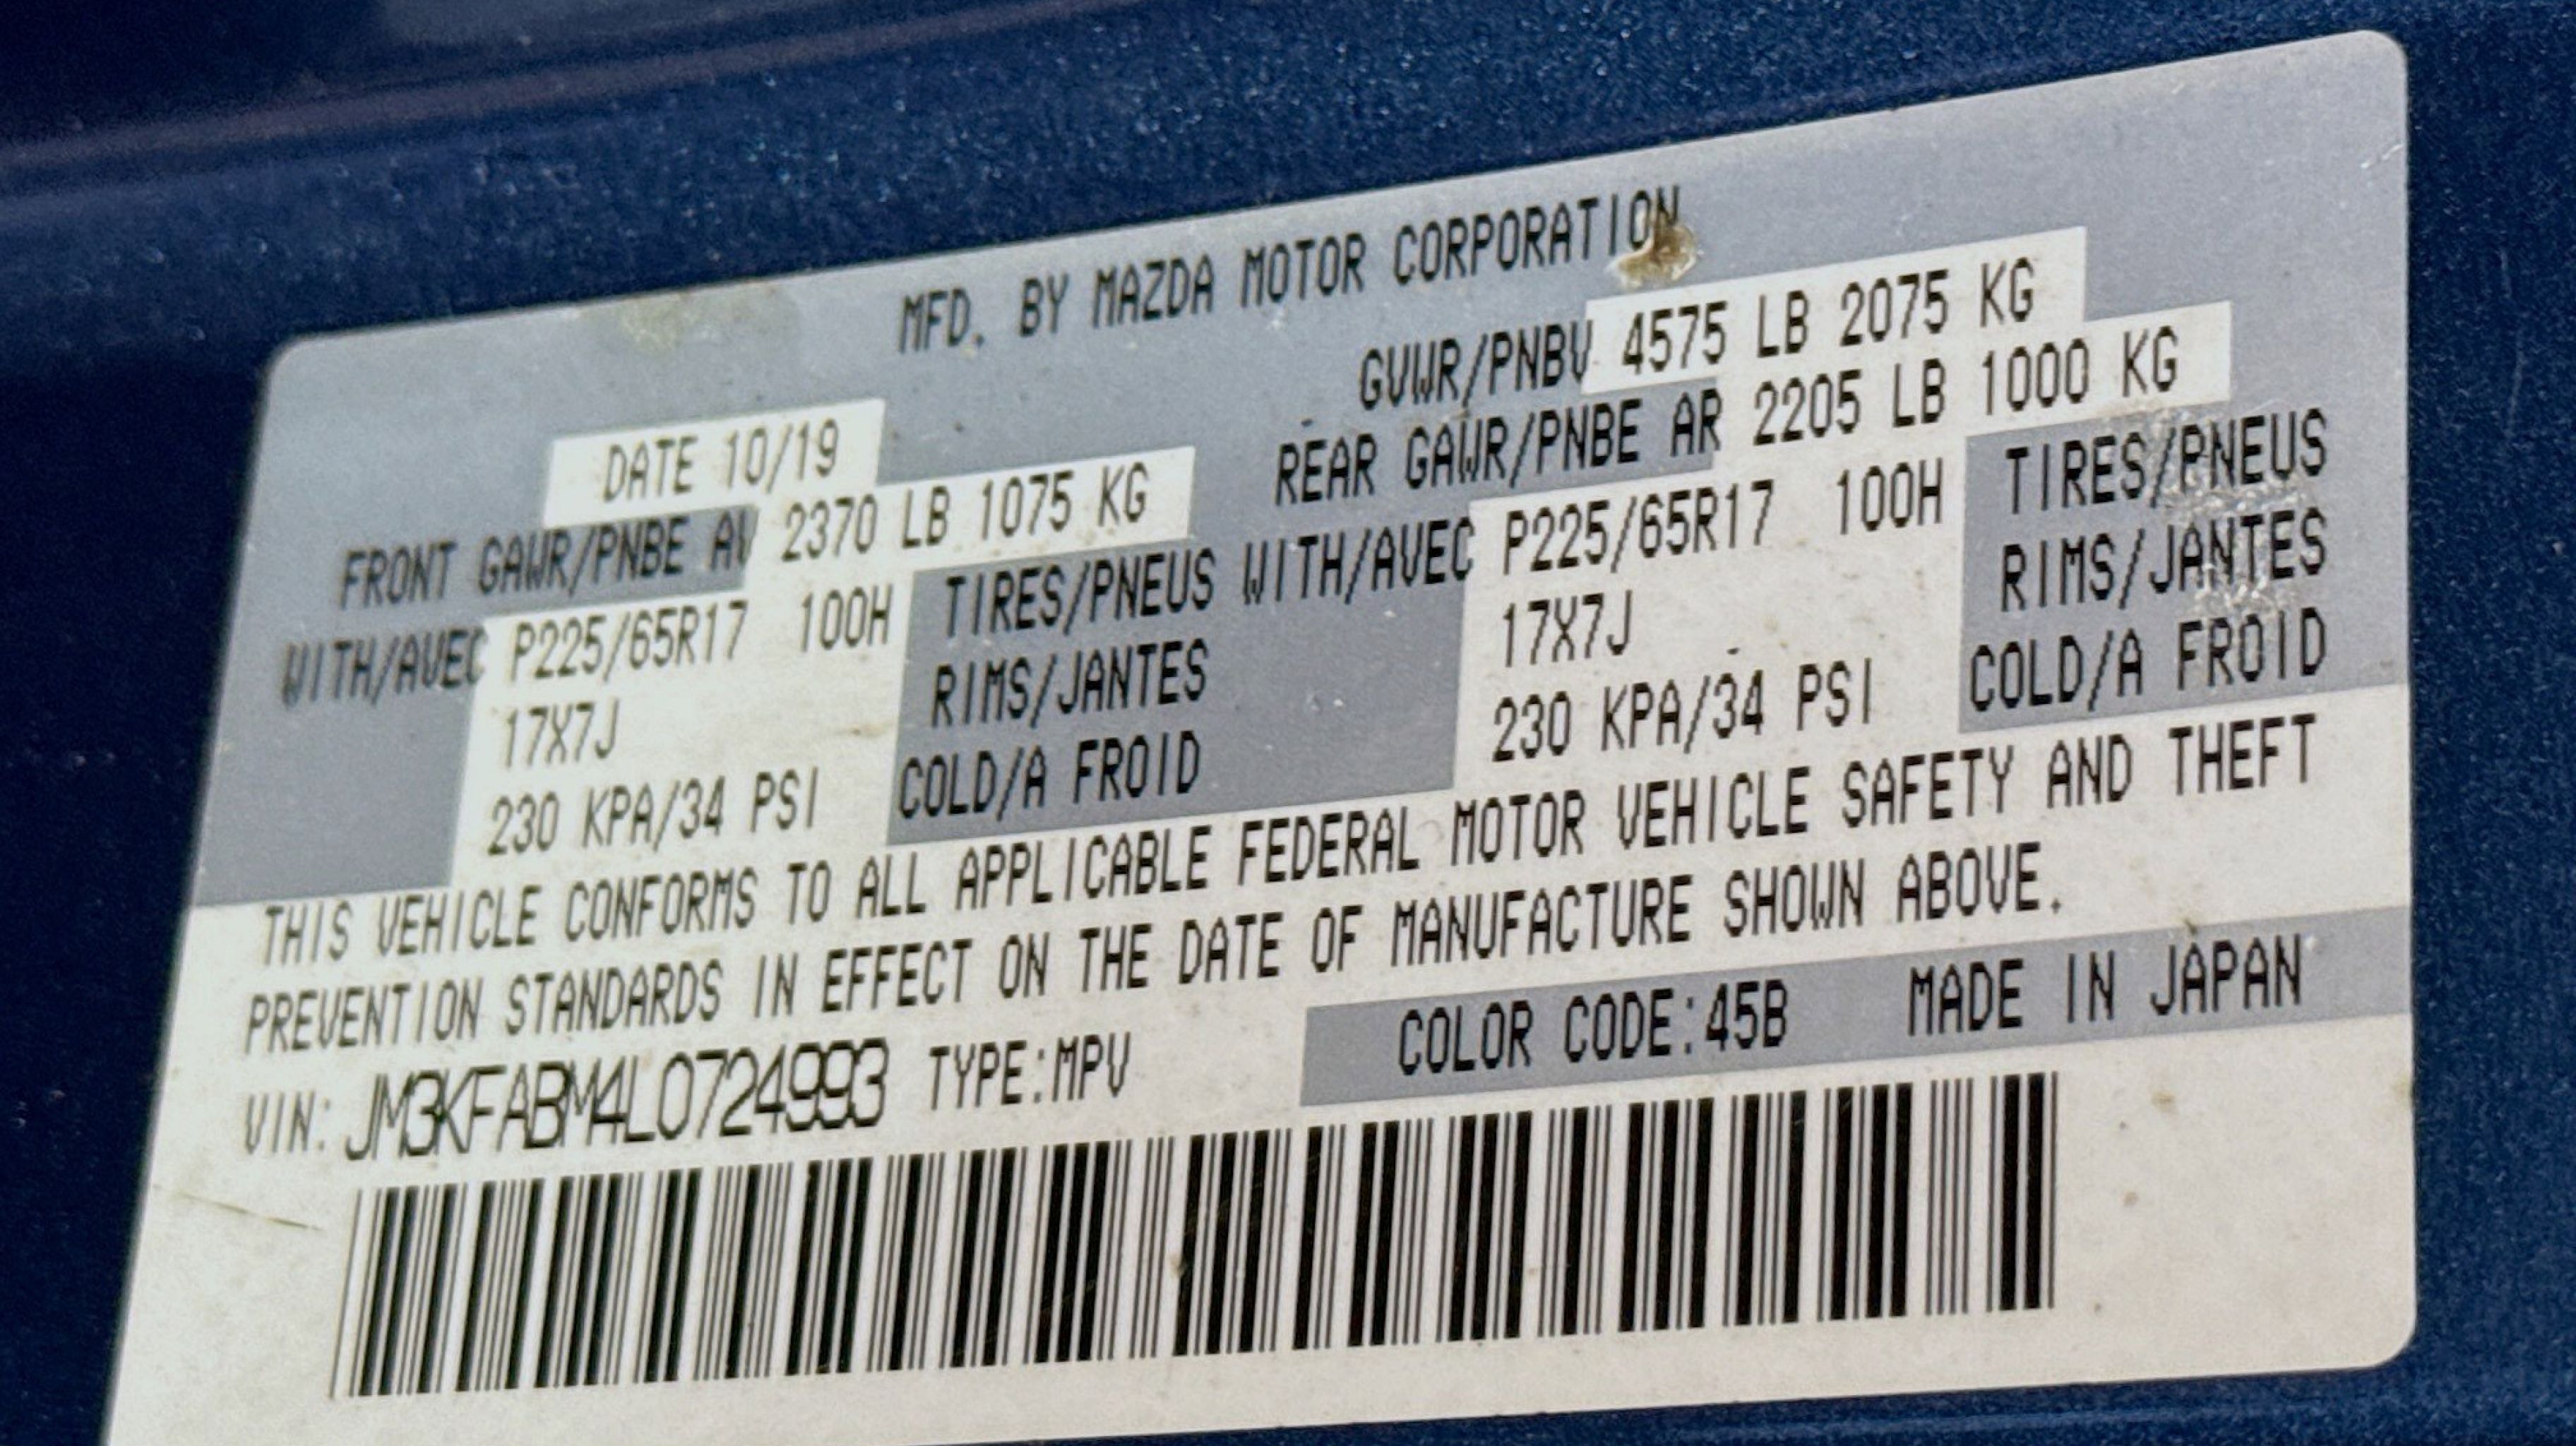 MFD. BY MAZDA MOTOR CORPORATION
GVWR/PNBV 4575 LB 2075 KG
DATE 10/19
REAR GAWR/PNBE AR 2205 LB 1000 KG
FRONT GAWR/PNBE AV 2370 LB 1075 KG
WITH/AVEC P225/65R17 100H TIRES/PNEUS WITH/AVEC P225/65R17 100H TIRES/PNEUS
17X7J RIMS/JANTES 17X7J RIMS/JANTES
230 KPA/34 PSI COLD/A FROID 230 KPA/34 PSI COLD/A FROID
THIS VEHICLE CONFORMS TO ALL APPLICABLE FEDERAL MOTOR VEHICLE SAFETY AND THEFT
PREVENTION STANDARDS IN EFFECT ON THE DATE OF MANUFACTURE SHOWN ABOVE.
VIN: JM3KFABM4L0724993 TYPE:MPV COLOR CODE:45B MADE IN JAPAN